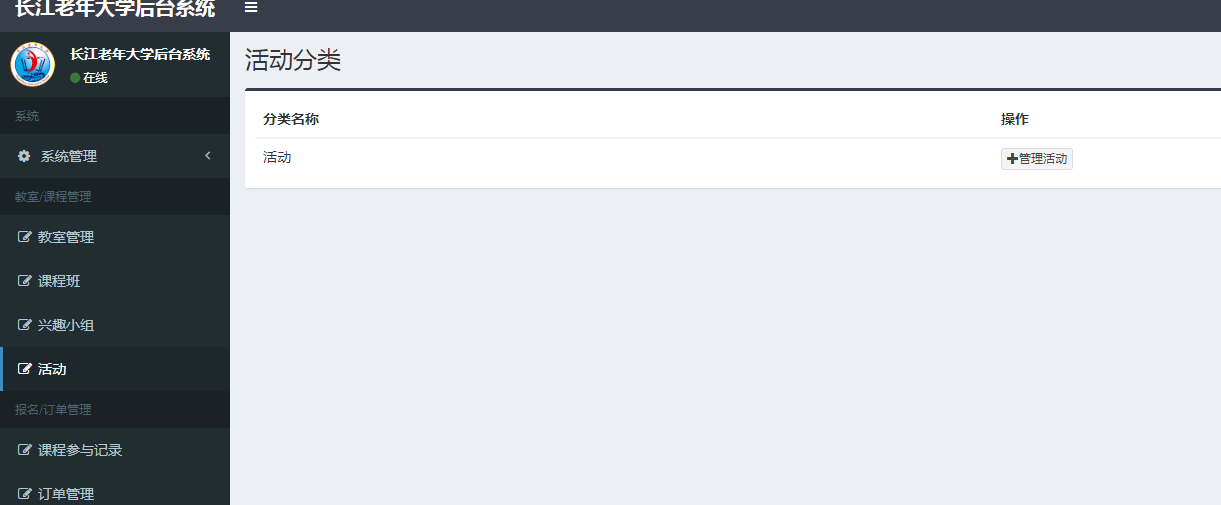 长江老年大学后台系统
长江老年大学后台系统
在线
系统
系统管理
教室/课程管理
教室管理
课程班
兴趣小组
活动
报名/订单管理
课程参与记录
订单管理
活动分类
分类名称 操作
活动 管理活动